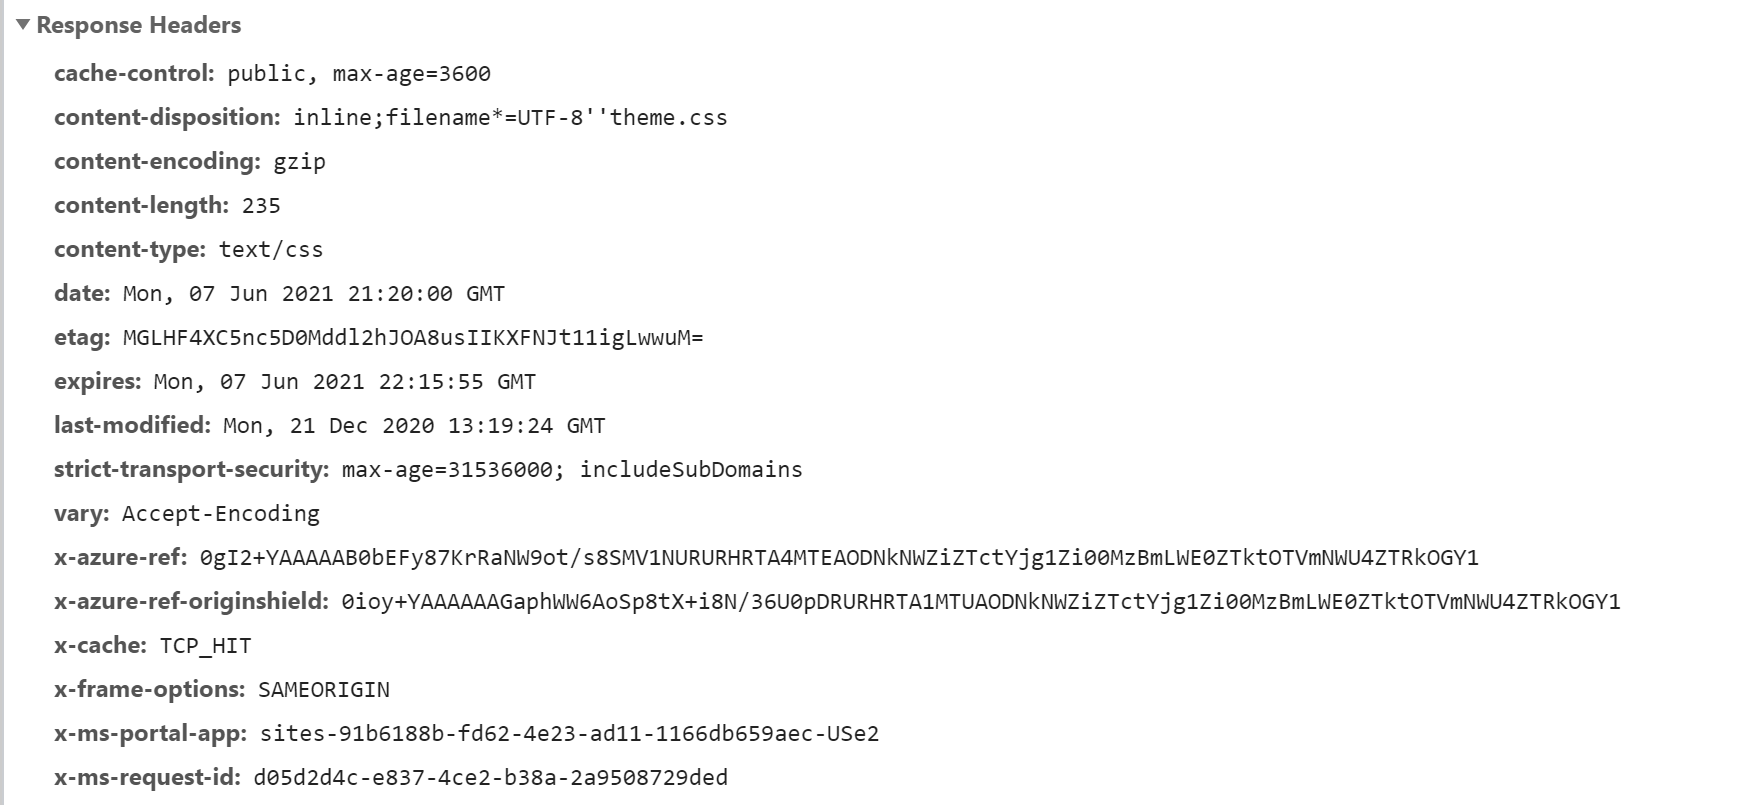 Response Headers
cache-control: public, max-age=3600
content-disposition: inline;filename*=UTF-8''theme.css
content-encoding: gzip
content-length: 235
content-type: text/css
date: Mon, 07 Jun 2021 21:20:00 GMT
etag: MGLHF4XC5nc5D0Mddl2hJOA8usIIKXFNJt11igLwwuM=
expires: Mon, 07 Jun 2021 22:15:55 GMT
last-modified: Mon, 21 Dec 2020 13:19:24 GMT
strict-transport-security: max-age=31536000; includeSubDomains
vary: Accept-Encoding
x-azure-ref: 0gI2+YAAAAAB0bEFy87KrRaNW9ot/s8SMV1NURURHRTA4MTEAODNkNWZiZTctYjg1Zi00MzBmLWE0ZTktOTVmNWU4ZTRkOGY1
x-azure-ref-originshield: 0ioy+YAAAAAAGaphWW6AoSp8tX+i8N/36U0pDRURHRTA1MTUAODNkNWZiZTctYjg1Zi00MzBmLWE0ZTktOTVmNWU4ZTRkOGY1
x-cache: TCP_HIT
x-frame-options: SAMEORIGIN
x-ms-portal-app: sites-91b6188b-fd62-4e23-ad11-1166db659aec-USe2
x-ms-request-id: d05d2d4c-e837-4ce2-b38a-2a9508729ded